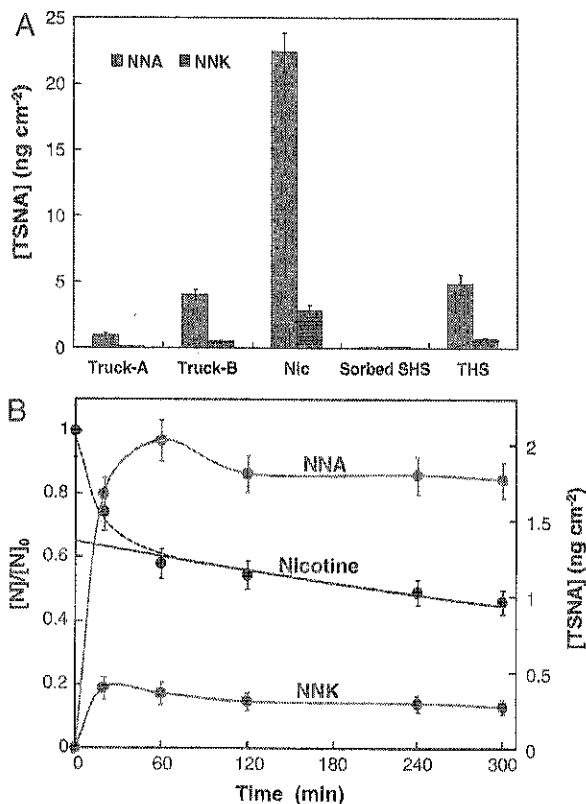 A
NNA NNK
[TSNA] (ng cm-2)
25
20
15
10
5
0
Truck-A Truck-B Nic Sorbed SHS THS
B
[N]/[N]0
1
0.8
0.6
0.4
0.2
0
NNA
Nicotine
NNK
2
1.5
1
0.5
0
[TSNA] (ng cm-2)
0 60 120 180 240 300
Time (min)